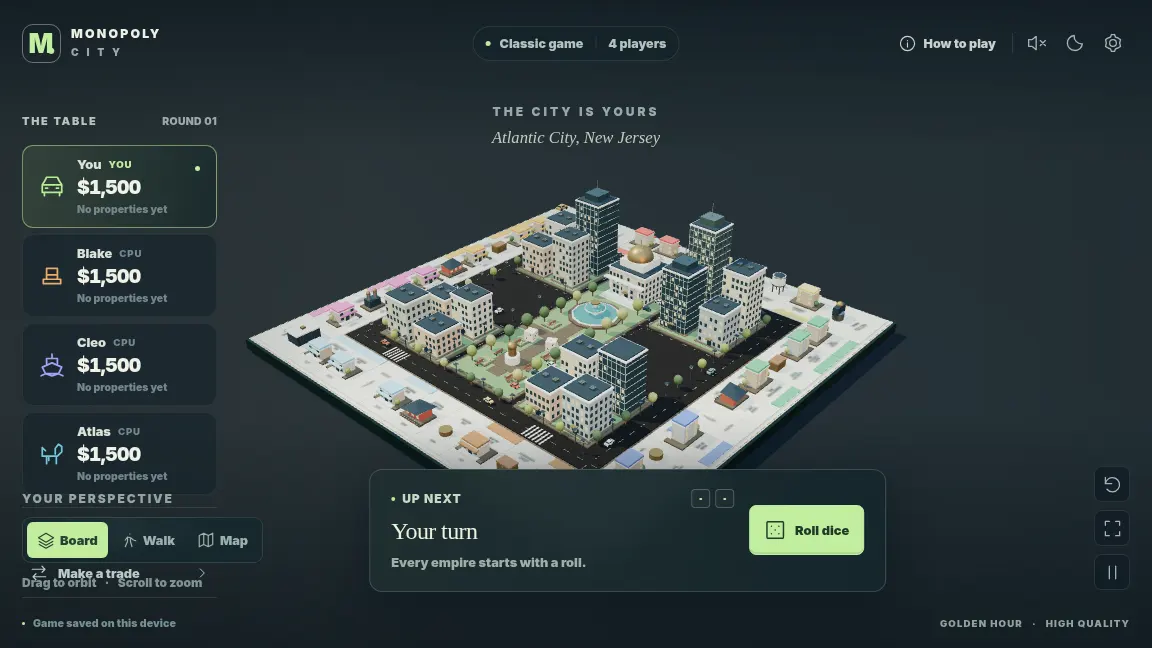 M
MONOPOLY
CITY
Classic game
4 players
How to play
THE TABLE
ROUND 01
THE CITY IS YOURS
Atlantic City, New Jersey
You YOU
$1,500
No properties yet
Blake CPU
$1,500
No properties yet
Cleo CPU
$1,500
No properties yet
Atlas CPU
$1,500
No properties yet
YOUR PERSPECTIVE
Board
Walk
Map
Make a trade
Drag to orbit · Scroll to zoom
Game saved on this device
• UP NEXT
- -
Your turn
Every empire starts with a roll.
Roll dice
GOLDEN HOUR · HIGH QUALITY